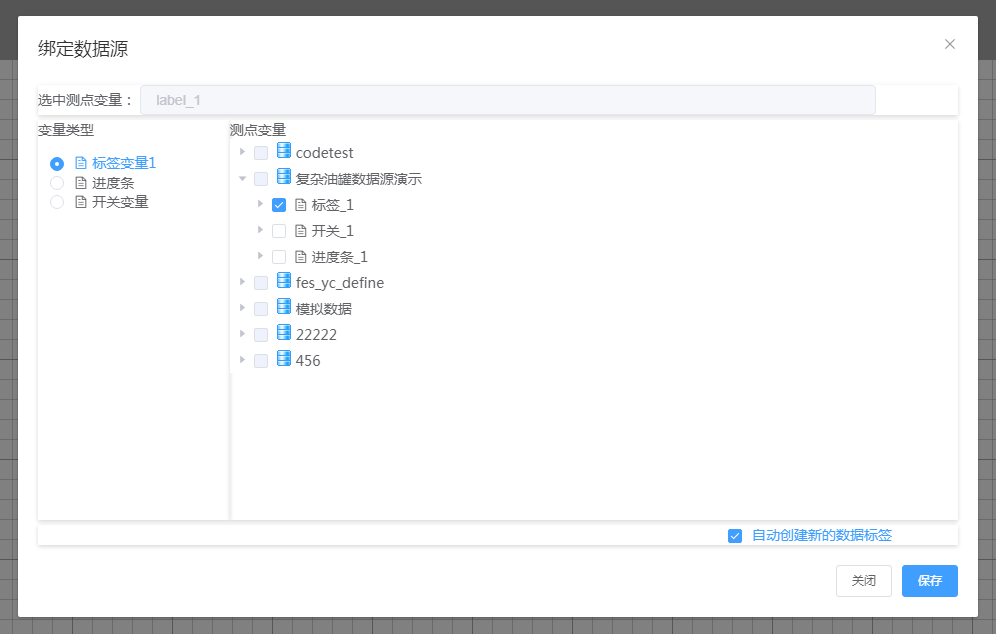 绑定数据源
选中测点变量： label_1
变量类型
标签变量1
进度条
开关变量
测点变量
codetest
复杂油罐数据源演示
标签_1
开关_1
进度条_1
fes_yc_define
模拟数据
22222
456
自动创建新的数据标签
关闭 保存